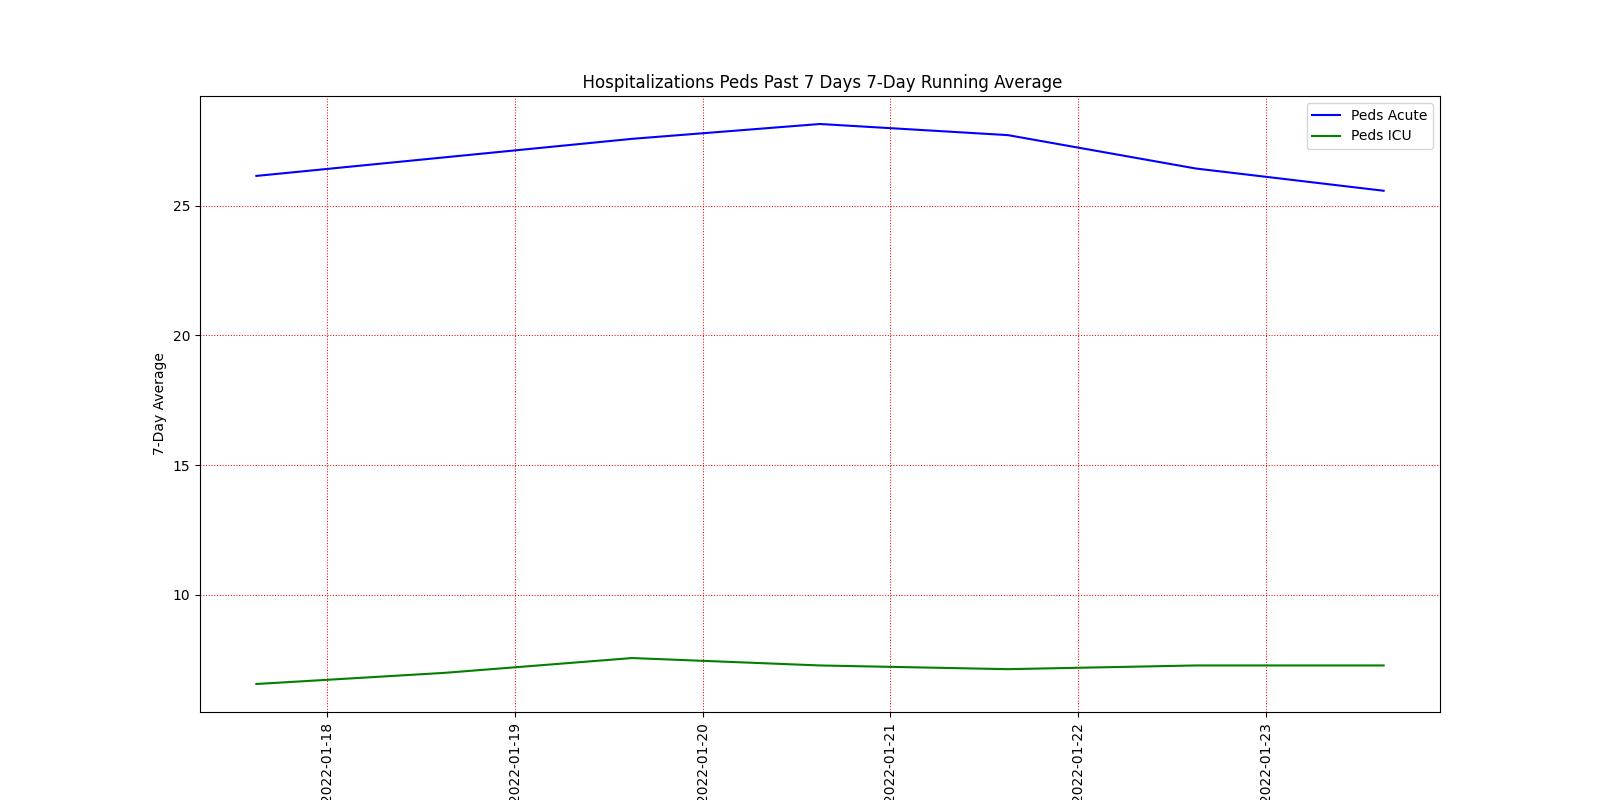 Hospitalizations Peds Past 7 Days 7-Day Running Average
Peds Acute
Peds ICU
25
20
15
10
7-Day Average
2022-01-18
2022-01-19
2022-01-20
2022-01-21
2022-01-22
2022-01-23